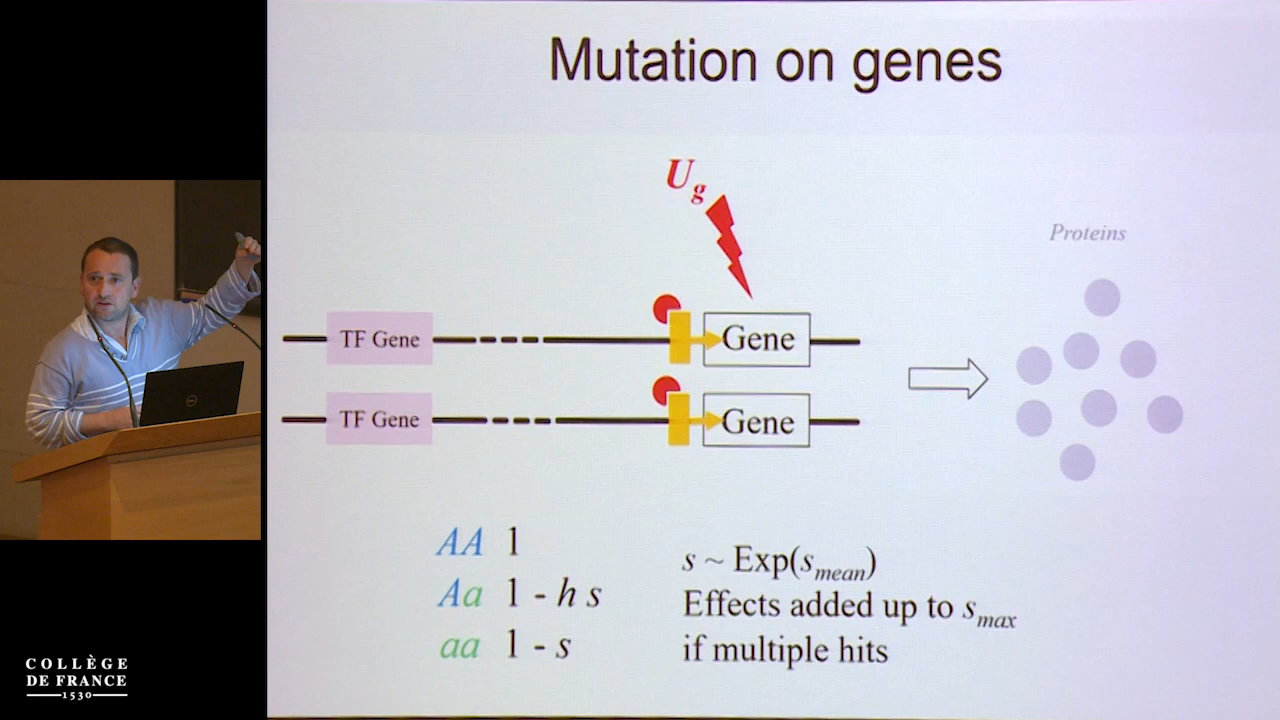 Mutation on genes
U_g
Proteins
TF Gene
Gene
TF Gene
Gene
AA 1
Aa 1 - h s
aa 1 - s
s ~ Exp(s_mean)
Effects added up to s_max
if multiple hits
DELL
COLLÈGE
DE FRANCE
1530